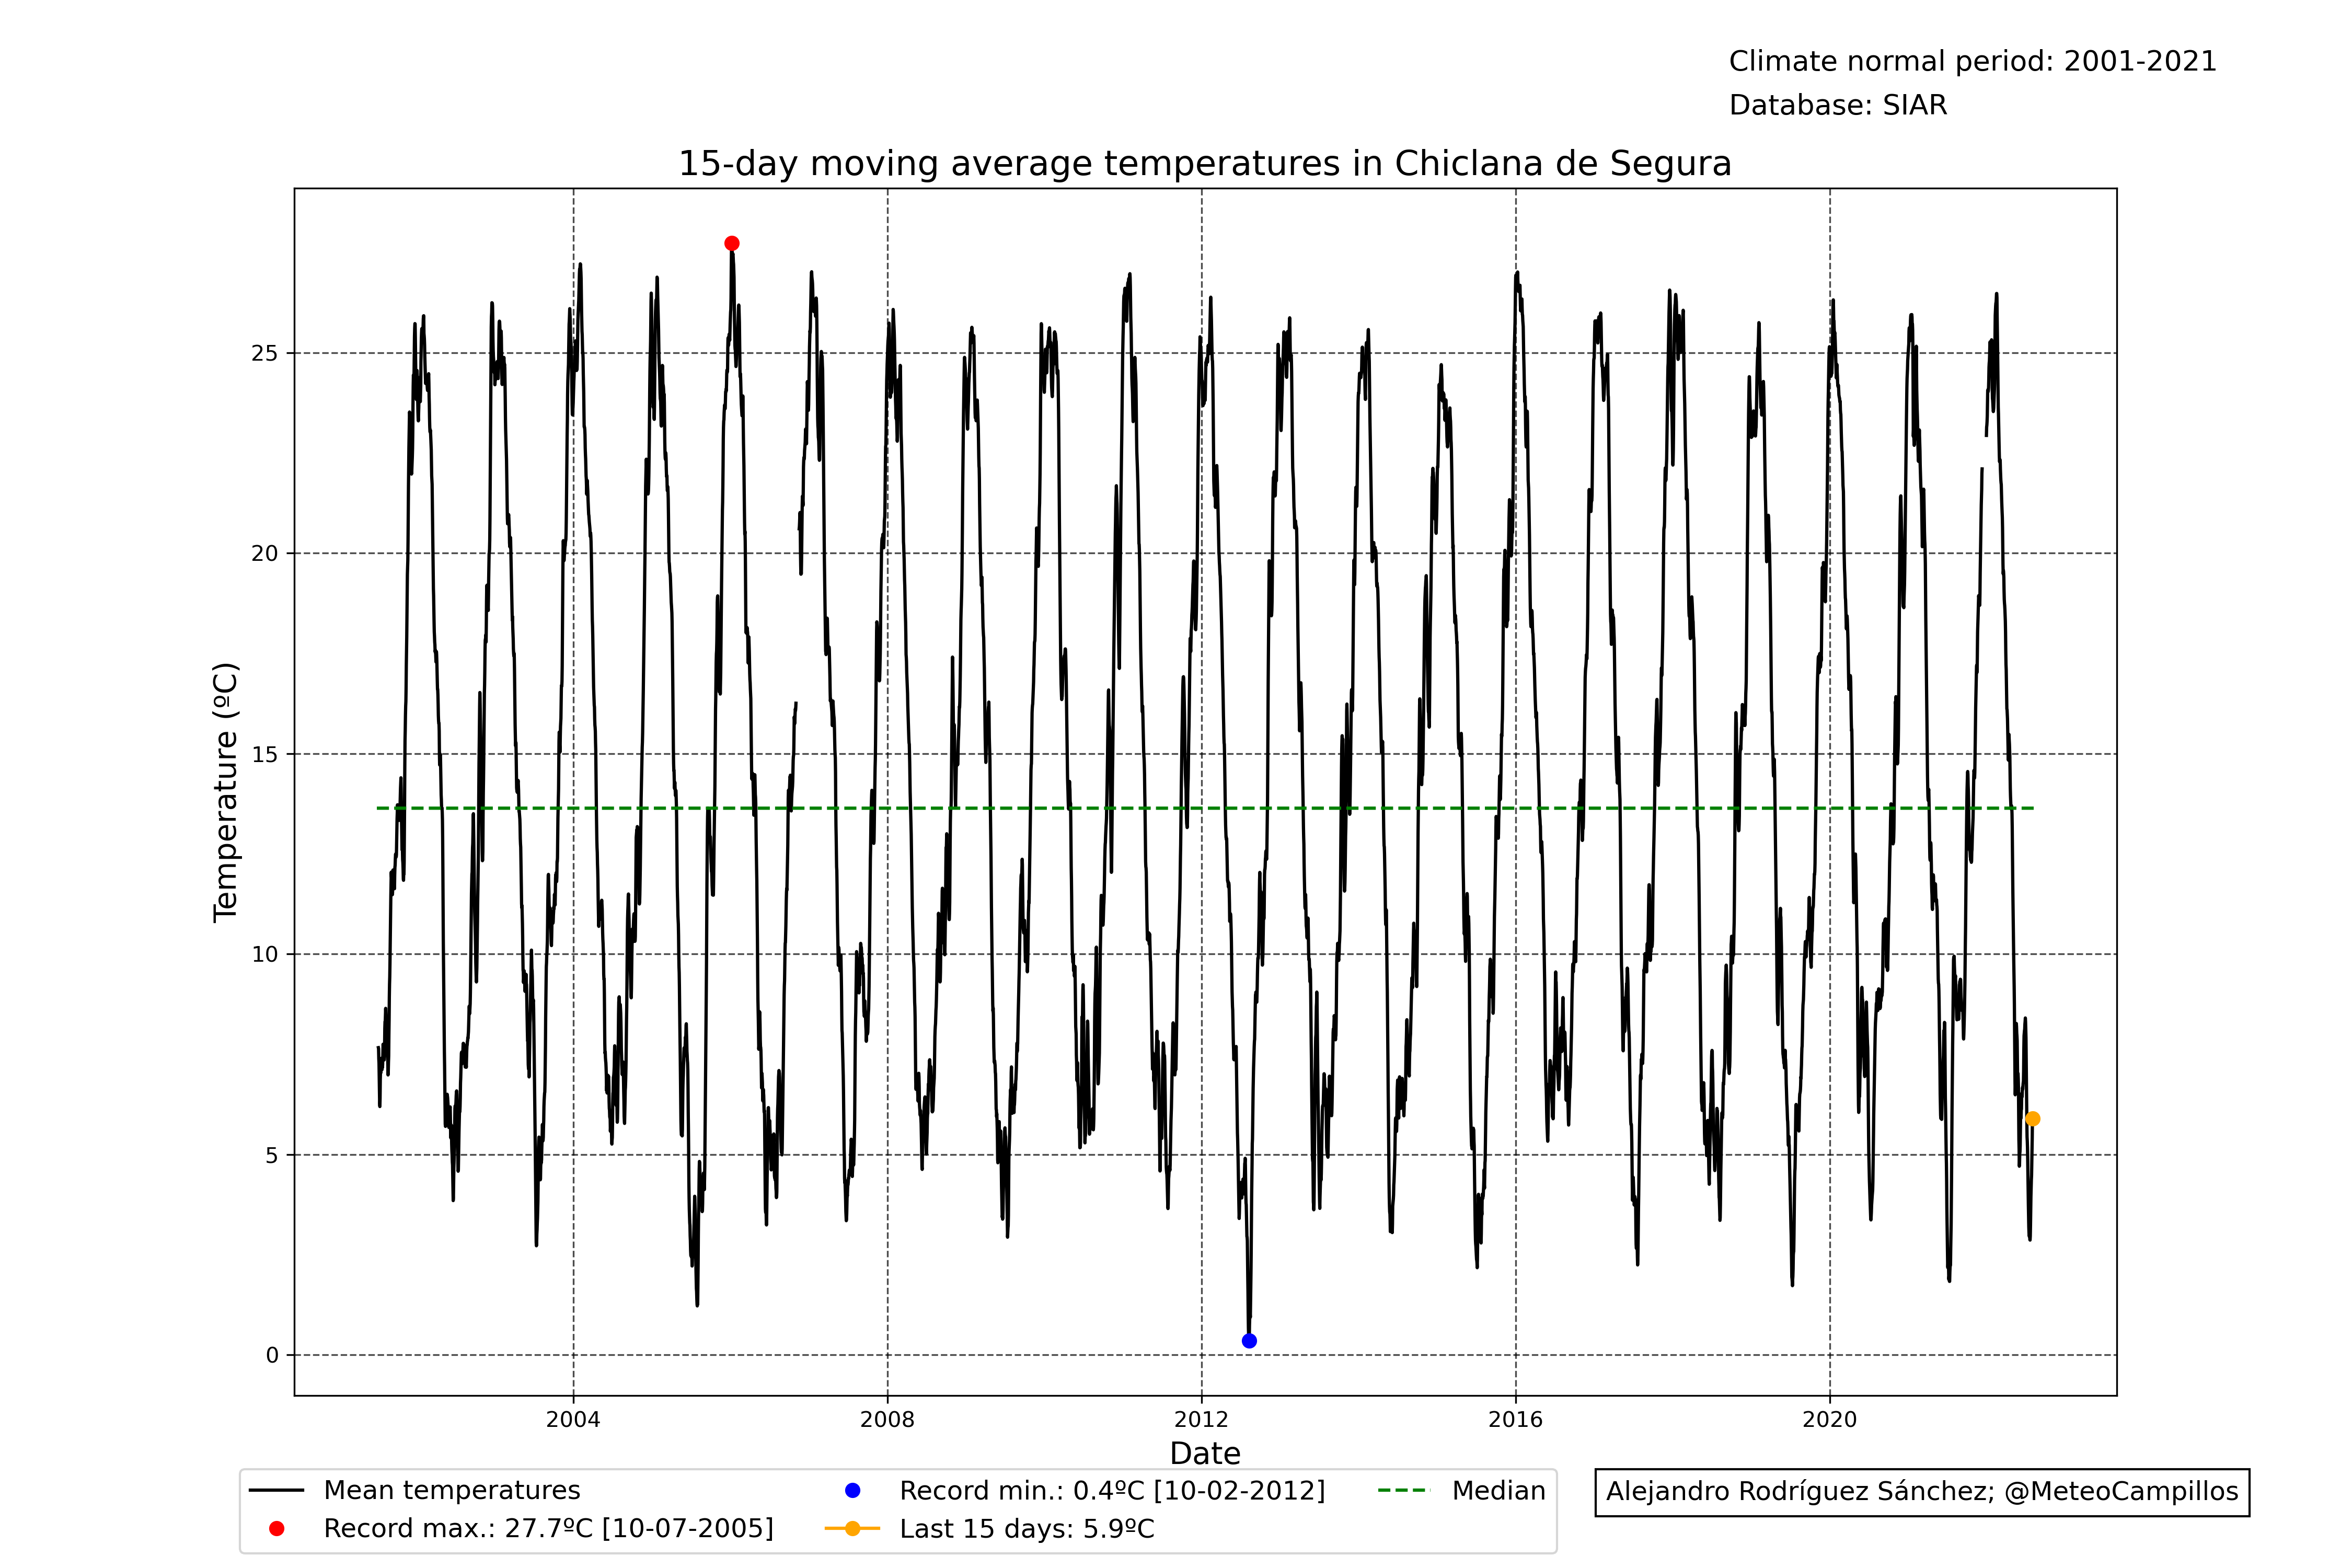 Climate normal period: 2001-2021
Database: SIAR
15-day moving average temperatures in Chiclana de Segura
Temperature (ºC)
25
20
15
10
5
0
2004
2008
2012
2016
2020
Date
Mean temperatures
Record max.: 27.7ºC [10-07-2005]
Record min.: 0.4ºC [10-02-2012]
Last 15 days: 5.9ºC
Median
Alejandro Rodríguez Sánchez; @MeteoCampillos